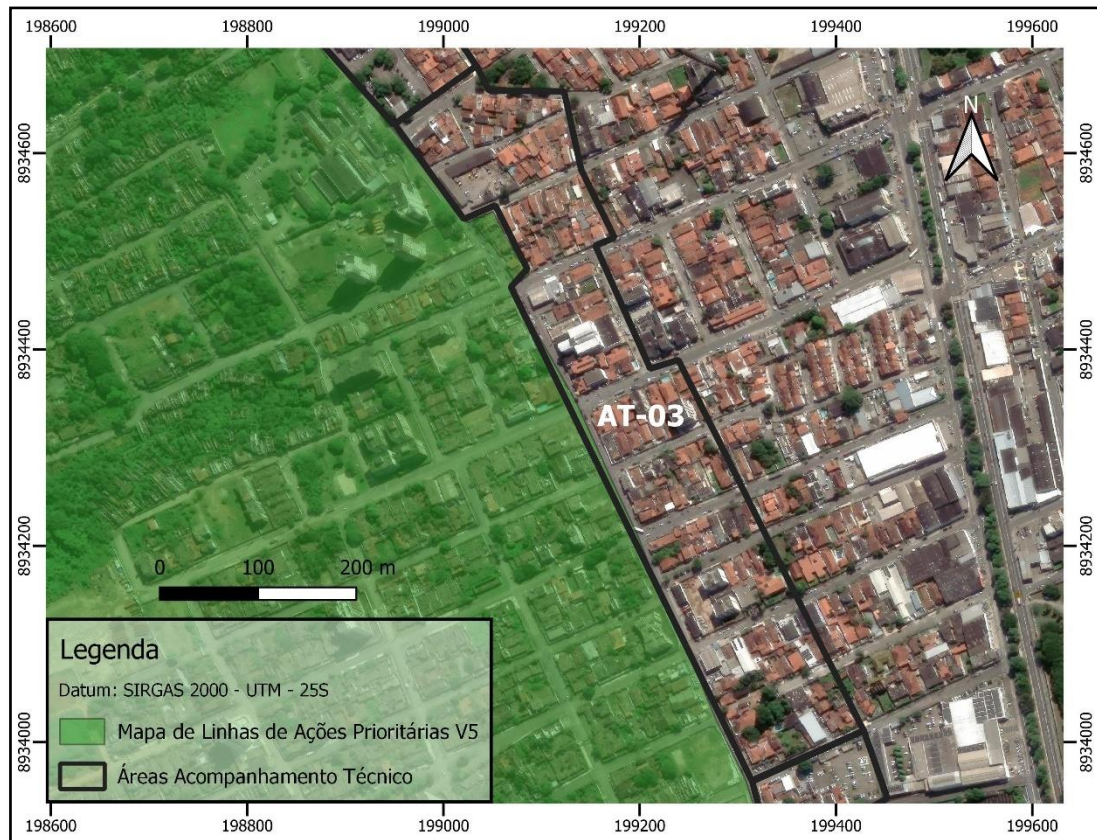 198600 198800 199000 199200 199400 199600
8934600 8934600
N
8934400 8934400
AT-03
8934200 8934200
0 100 200 m
Legenda
Datum: SIRGAS 2000 - UTM - 25S
Mapa de Linhas de Ações Prioritárias V5
8934000 8934000
Áreas Acompanhamento Técnico
198600 198800 199000 199200 199400 199600